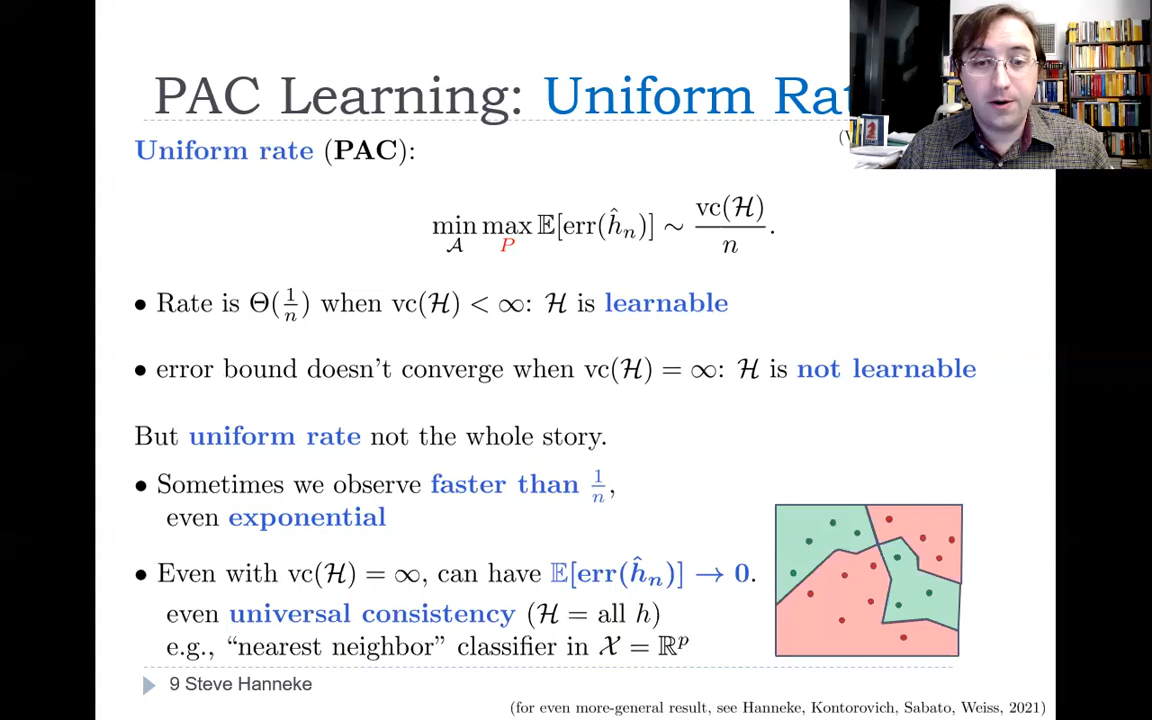 PAC Learning: Uniform
Uniform rate (PAC):
min max 𝔼[err(ĥₙ)] ~ vc(ℋ)/n.
𝒜 P
• Rate is Θ(1/n) when vc(ℋ) < ∞: ℋ is learnable
• error bound doesn't converge when vc(ℋ) = ∞: ℋ is not learnable
But uniform rate not the whole story.
• Sometimes we observe faster than 1/n,
even exponential
• Even with vc(ℋ) = ∞, can have 𝔼[err(ĥₙ)] → 0.
even universal consistency (ℋ = all h)
e.g., "nearest neighbor" classifier in 𝒳 = ℝᵖ
9 Steve Hanneke
(for even more-general result, see Hanneke, Kontorovich, Sabato, Weiss, 2021)